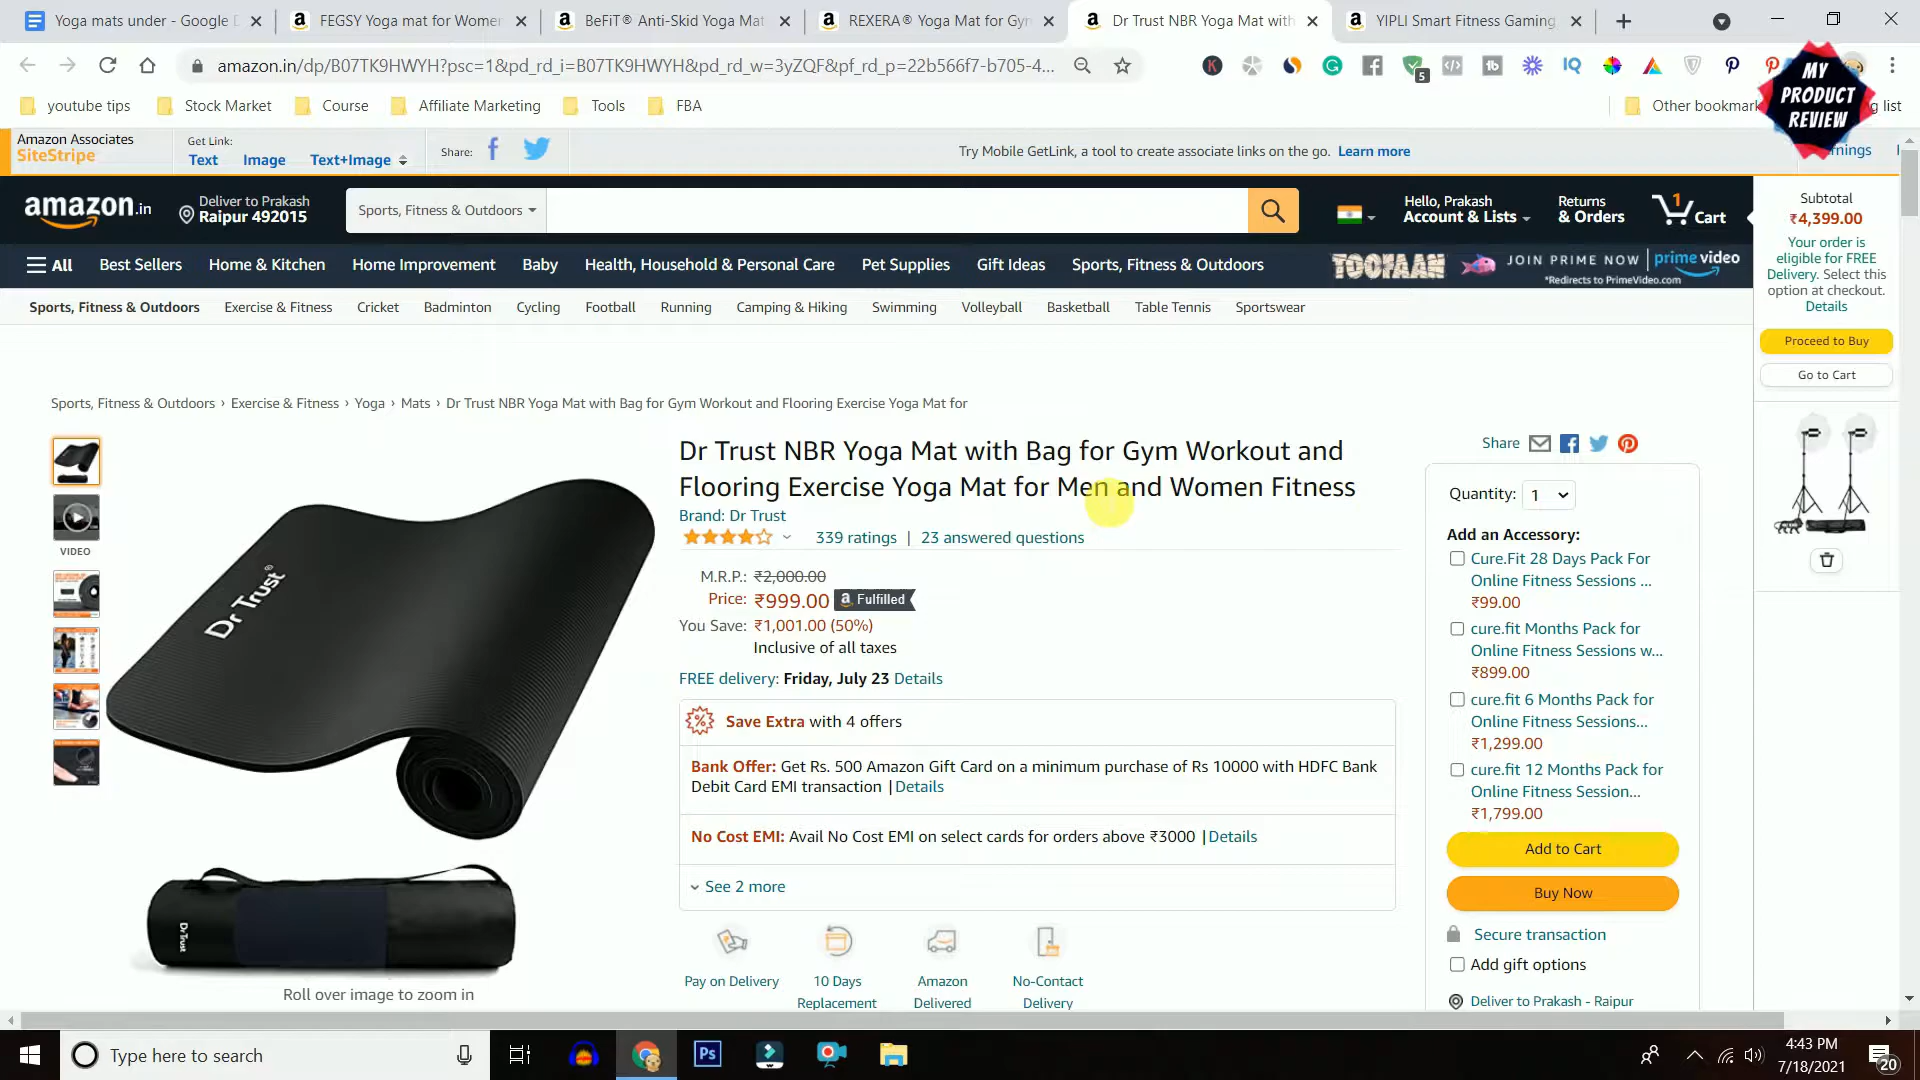 Yoga mats under - Google D
FEGSY Yoga mat for Women
BeFiT® Anti-Skid Yoga Mat
REXERA® Yoga Mat for Gym
Dr Trust NBR Yoga Mat with
YIPLI Smart Fitness Gaming
amazon.in/dp/B07TK9HWYH?psc=1&pd_rd_i=B07TK9HWYH&pd_rd_w=3yZQF&pf_rd_p=22b566f7-b705-4...
5
MY
PRODUCT
REVIEW
youtube tips
Stock Market
Course
Affiliate Marketing
Tools
FBA
Other bookmark
g list
Amazon Associates
SiteStripe
Get Link:
Text Image Text+Image
Share:
Try Mobile GetLink, a tool to create associate links on the go. Learn more
rnings
amazon.in
Deliver to Prakash
Raipur 492015
Sports, Fitness & Outdoors
Hello, Prakash
Account & Lists
Returns
& Orders
1
Cart
All Best Sellers Home & Kitchen Home Improvement Baby Health, Household & Personal Care Pet Supplies Gift Ideas Sports, Fitness & Outdoors
TOOFAAN JOIN PRIME NOW prime video
*Redirects to PrimeVideo.com
Sports, Fitness & Outdoors Exercise & Fitness Cricket Badminton Cycling Football Running Camping & Hiking Swimming Volleyball Basketball Table Tennis Sportswear
Subtotal
₹4,399.00
Your order is
eligible for FREE
Delivery. Select this
option at checkout.
Details
Proceed to Buy
Go to Cart
Sports, Fitness & Outdoors › Exercise & Fitness › Yoga › Mats › Dr Trust NBR Yoga Mat with Bag for Gym Workout and Flooring Exercise Yoga Mat for
VIDEO
Dr Trust®
Dr Trust
Roll over image to zoom in
Dr Trust NBR Yoga Mat with Bag for Gym Workout and
Flooring Exercise Yoga Mat for Men and Women Fitness
Brand: Dr Trust
339 ratings | 23 answered questions
M.R.P.: ₹2,000.00
Price: ₹999.00 a Fulfilled
You Save: ₹1,001.00 (50%)
Inclusive of all taxes
FREE delivery: Friday, July 23 Details
Save Extra with 4 offers
Bank Offer: Get Rs. 500 Amazon Gift Card on a minimum purchase of Rs 10000 with HDFC Bank
Debit Card EMI transaction | Details
No Cost EMI: Avail No Cost EMI on select cards for orders above ₹3000 | Details
See 2 more
Pay on Delivery
10 Days
Replacement
Amazon
Delivered
No-Contact
Delivery
Share
Quantity: 1
Add an Accessory:
Cure.Fit 28 Days Pack For
Online Fitness Sessions ...
₹99.00
cure.fit Months Pack for
Online Fitness Sessions w...
₹899.00
cure.fit 6 Months Pack for
Online Fitness Sessions...
₹1,299.00
cure.fit 12 Months Pack for
Online Fitness Session...
₹1,799.00
Add to Cart
Buy Now
Secure transaction
Add gift options
Deliver to Prakash - Raipur
Type here to search
Ps
4:43 PM
7/18/2021
20